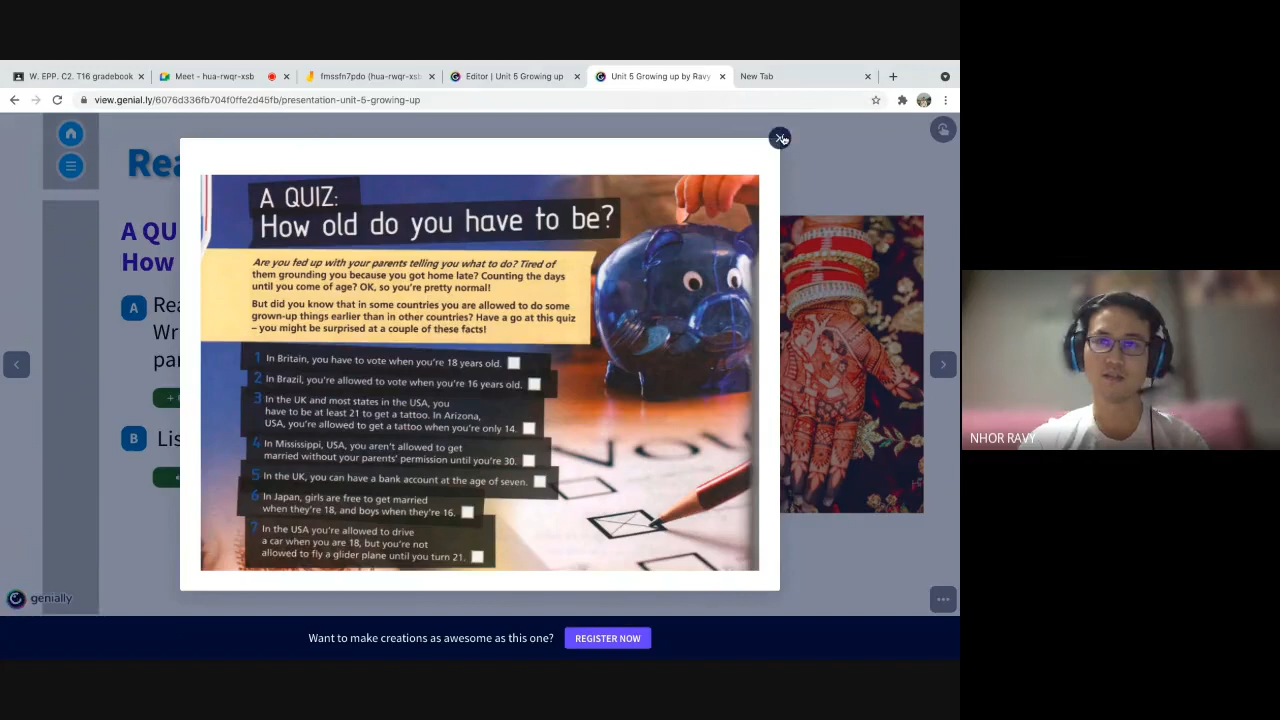 W. EPP. C2. T16 gradebook
Meet - hua-rwqr-xsb
fmssfn7pdo (hua-rwqr-xsb
Editor | Unit 5 Growing up
Unit 5 Growing up by Ravy
New Tab
view.genial.ly/6076d336fb704f0ffe2d45fb/presentation-unit-5-growing-up
Rea
A QU
How
A
Rea
Wr
par
+
B
Lis
A QUIZ:
How old do you have to be?
Are you fed up with your parents telling you what to do? Tired of
them grounding you because you got home late? Counting the days
until you come of age? OK, so you're pretty normal!
But did you know that in some countries you are allowed to do some
grown-up things earlier than in other countries? Have a go at this quiz
– you might be surprised at a couple of these facts!
1 In Britain, you have to vote when you're 18 years old.
2 In Brazil, you're allowed to vote when you're 16 years old.
3 In the UK and most states in the USA, you
have to be at least 21 to get a tattoo. In Arizona,
USA, you're allowed to get a tattoo when you're only 14.
4 In Mississippi, USA, you aren't allowed to get
married without your parents' permission until you're 30.
5 In the UK, you can have a bank account at the age of seven.
6 In Japan, girls are free to get married
when they're 18, and boys when they're 16.
7 In the USA you're allowed to drive
a car when you are 18, but you're not
allowed to fly a glider plane until you turn 21.
YOU
genially
Want to make creations as awesome as this one?
REGISTER NOW
NHOR RAVY